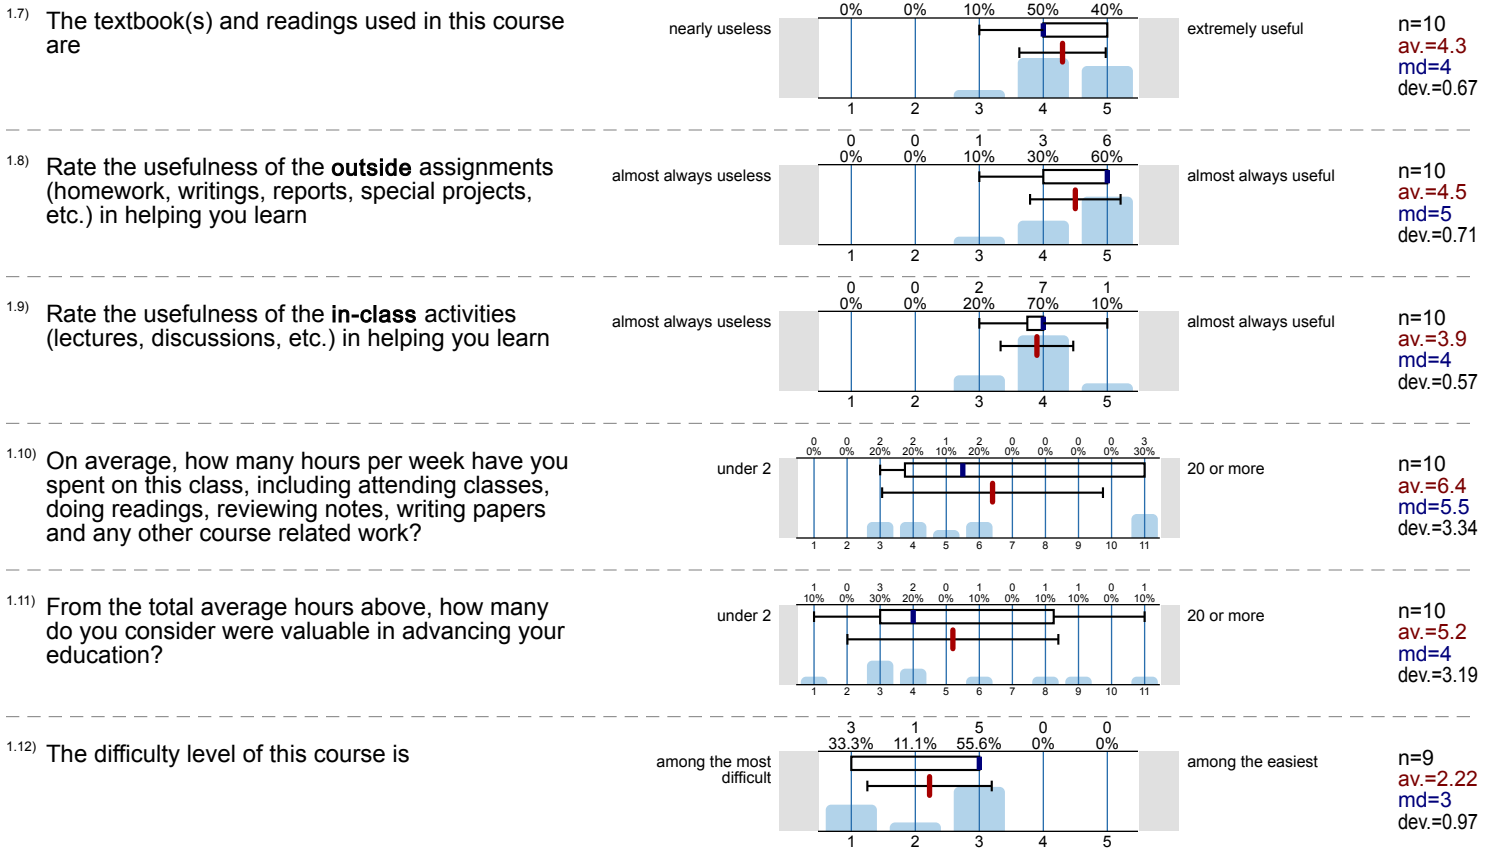 1.7) The textbook(s) and readings used in this course
are
nearly useless
0% 0% 10% 50% 40%
1 2 3 4 5
extremely useful
n=10
av.=4.3
md=4
dev.=0.67
1.8) Rate the usefulness of the outside assignments
(homework, writings, reports, special projects,
etc.) in helping you learn
almost always useless
0 0 1 3 6
0% 0% 10% 30% 60%
1 2 3 4 5
almost always useful
n=10
av.=4.5
md=5
dev.=0.71
1.9) Rate the usefulness of the in-class activities
(lectures, discussions, etc.) in helping you learn
almost always useless
0 0 2 7 1
0% 0% 20% 70% 10%
1 2 3 4 5
almost always useful
n=10
av.=3.9
md=4
dev.=0.57
1.10) On average, how many hours per week have you
spent on this class, including attending classes,
doing readings, reviewing notes, writing papers
and any other course related work?
under 2
0 0 2 2 1 2 0 0 0 0 3
0% 0% 20% 20% 10% 20% 0% 0% 0% 0% 30%
1 2 3 4 5 6 7 8 9 10 11
20 or more
n=10
av.=6.4
md=5.5
dev.=3.34
1.11) From the total average hours above, how many
do you consider were valuable in advancing your
education?
under 2
1 0 3 2 0 1 0 1 1 0 1
10% 0% 30% 20% 0% 10% 0% 10% 10% 0% 10%
1 2 3 4 5 6 7 8 9 10 11
20 or more
n=10
av.=5.2
md=4
dev.=3.19
1.12) The difficulty level of this course is
among the most
difficult
3 1 5 0 0
33.3% 11.1% 55.6% 0% 0%
1 2 3 4 5
among the easiest
n=9
av.=2.22
md=3
dev.=0.97